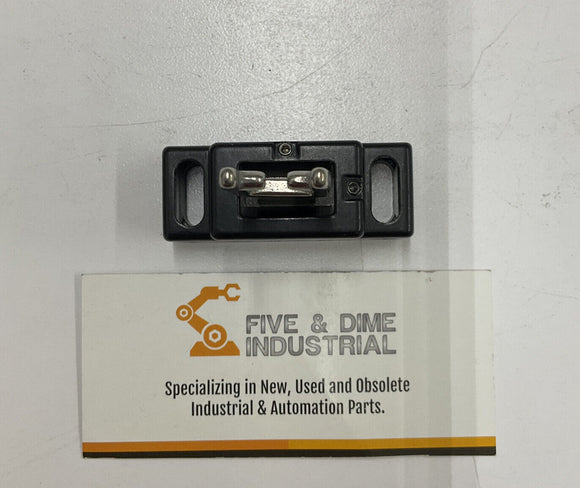 FIVE & DIME
INDUSTRIAL
Specializing in New, Used and Obsolete
Industrial & Automation Parts.